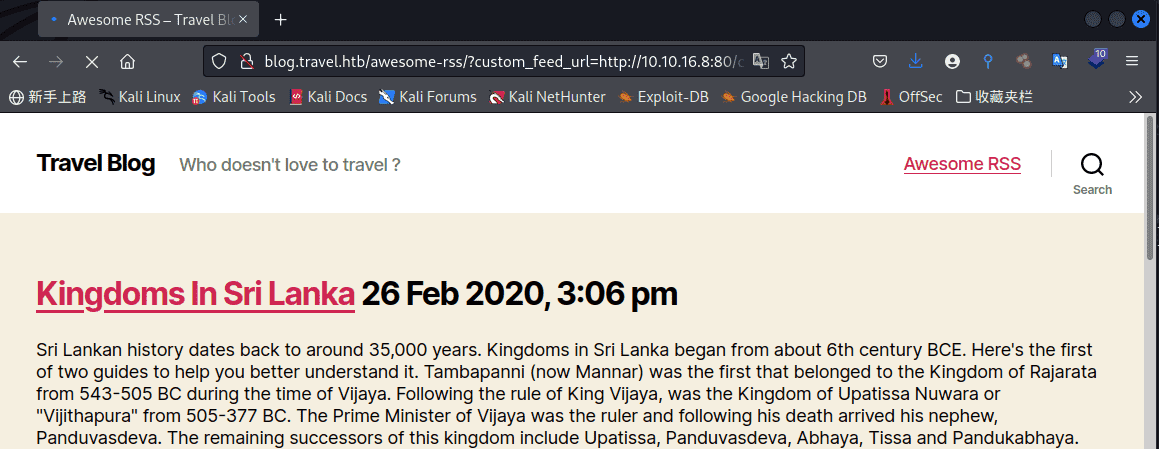 Awesome RSS – Travel Bl
blog.travel.htb/awesome-rss/?custom_feed_url=http://10.10.16.8:80/
10
新手上路 Kali Linux Kali Tools Kali Docs Kali Forums Kali NetHunter Exploit-DB Google Hacking DB OffSec 收藏夹栏
Travel Blog Who doesn't love to travel ? Awesome RSS
Search
Kingdoms In Sri Lanka 26 Feb 2020, 3:06 pm
Sri Lankan history dates back to around 35,000 years. Kingdoms in Sri Lanka began from about 6th century BCE. Here's the first
of two guides to help you better understand it. Tambapanni (now Mannar) was the first that belonged to the Kingdom of Rajarata
from 543-505 BC during the time of Vijaya. Following the rule of King Vijaya, was the Kingdom of Upatissa Nuwara or
"Vijithapura" from 505-377 BC. The Prime Minister of Vijaya was the ruler and following his death arrived his nephew,
Panduvasdeva. The remaining successors of this kingdom include Upatissa, Panduvasdeva, Abhaya, Tissa and Pandukabhaya.